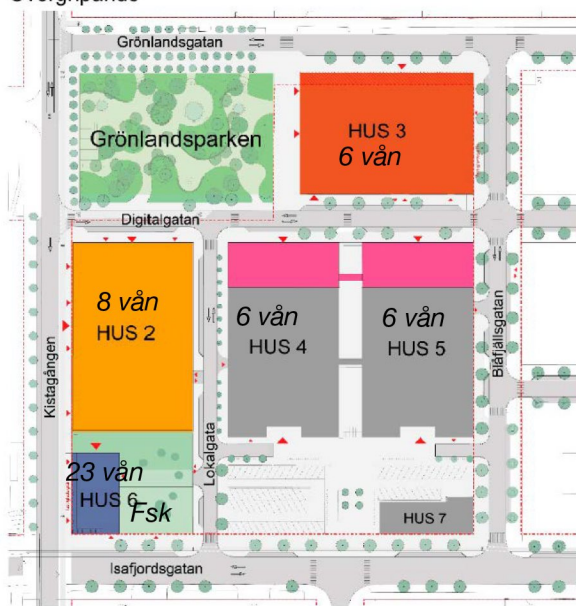 Grönlandsgatan
Grönlandsparken
HUS 3
6 vån
Digitalgatan
8 vån
HUS 2
6 vån
HUS 4
6 vån
HUS 5
Kistagången
Lokalgata
Blåfjällsgatan
23 vån
HUS 6
Fsk
HUS 7
Isafjordsgatan